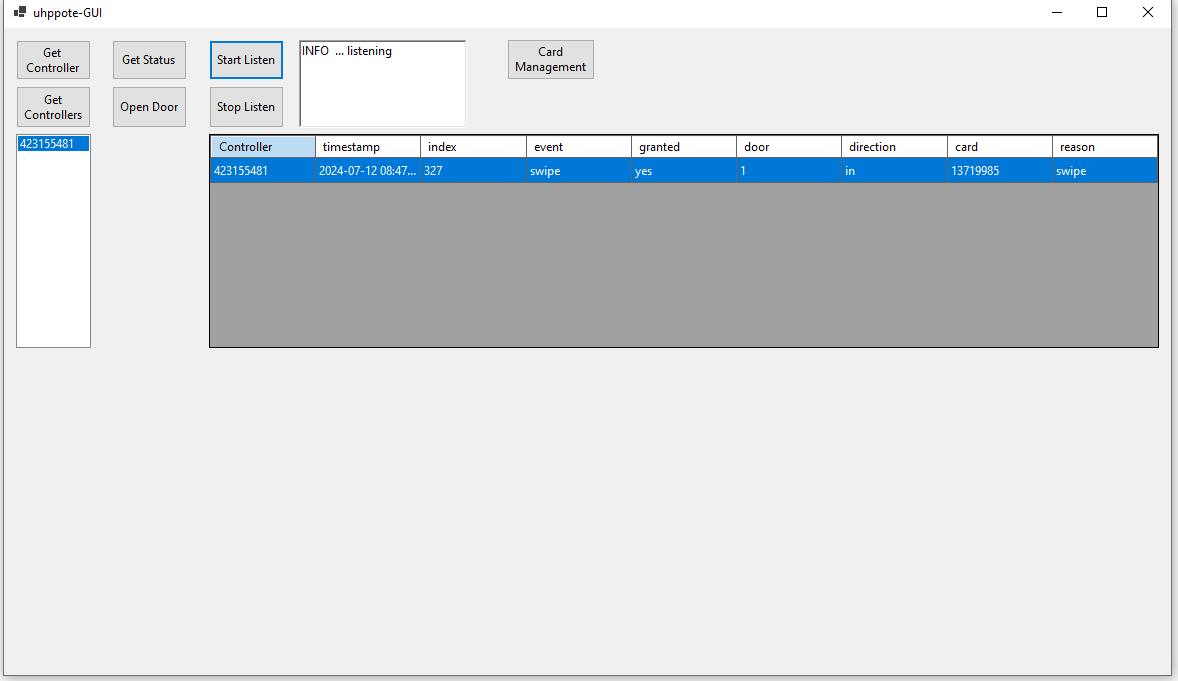 uhppote-GUI
Get
Controller
Get Status
Start Listen
INFO ... listening
Card
Management
Get
Controllers
Open Door
Stop Listen
423155481
Controller timestamp index event granted door direction card reason
423155481 2024-07-12 08:47... 327 swipe yes 1 in 13719985 swipe